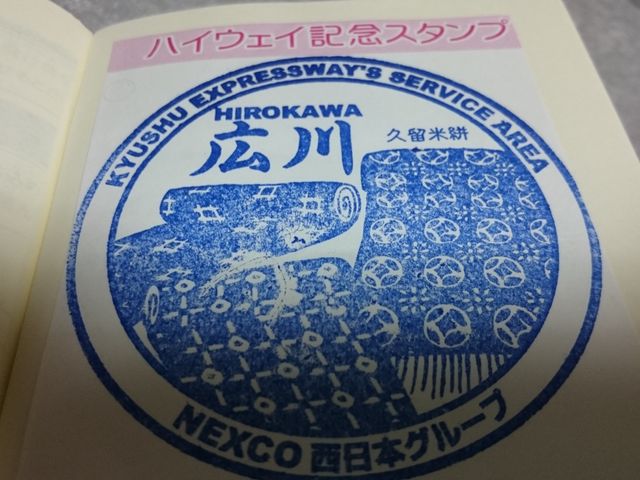 ハイウェイ記念スタンプ
KYUSHU EXPRESSWAY'S SERVICE AREA
HIROKAWA
広川
久留米絣
NEXCO 西日本グループ